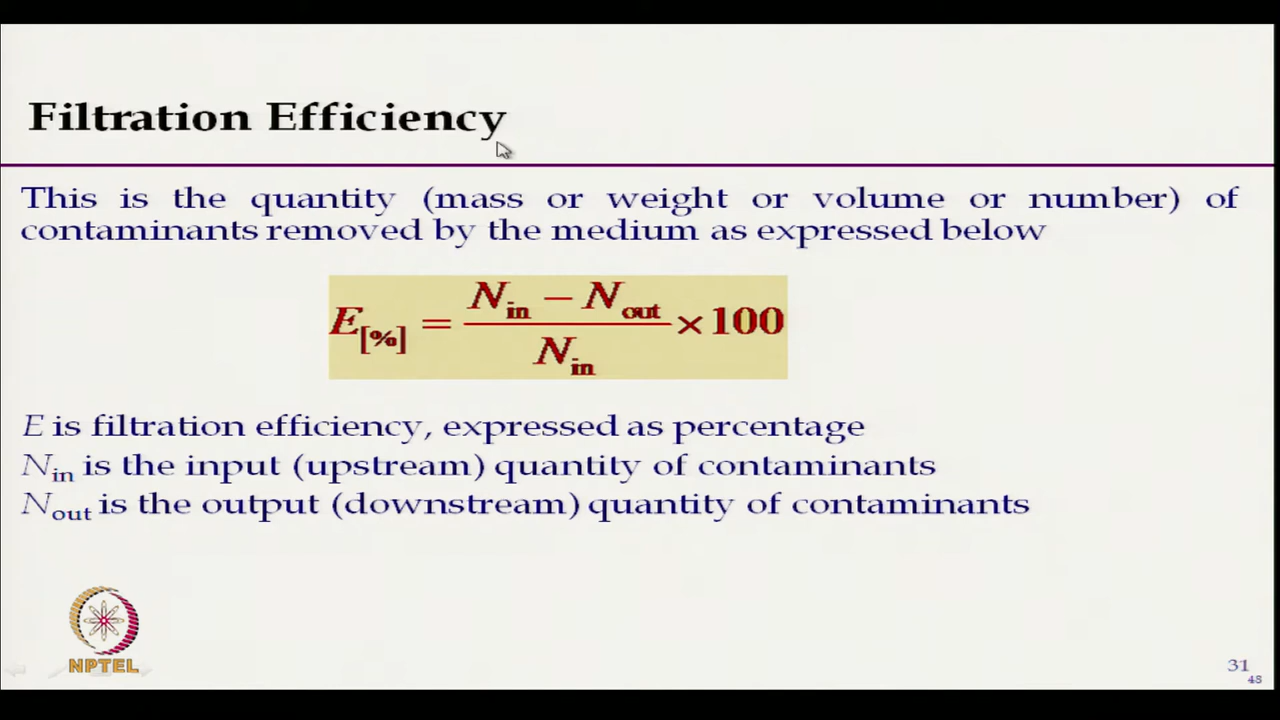 Filtration Efficiency
This is the quantity (mass or weight or volume or number) of
contaminants removed by the medium as expressed below
E[%] = (Nin − Nout) / Nin × 100
E is filtration efficiency, expressed as percentage
Nin is the input (upstream) quantity of contaminants
Nout is the output (downstream) quantity of contaminants
NPTEL
31
48